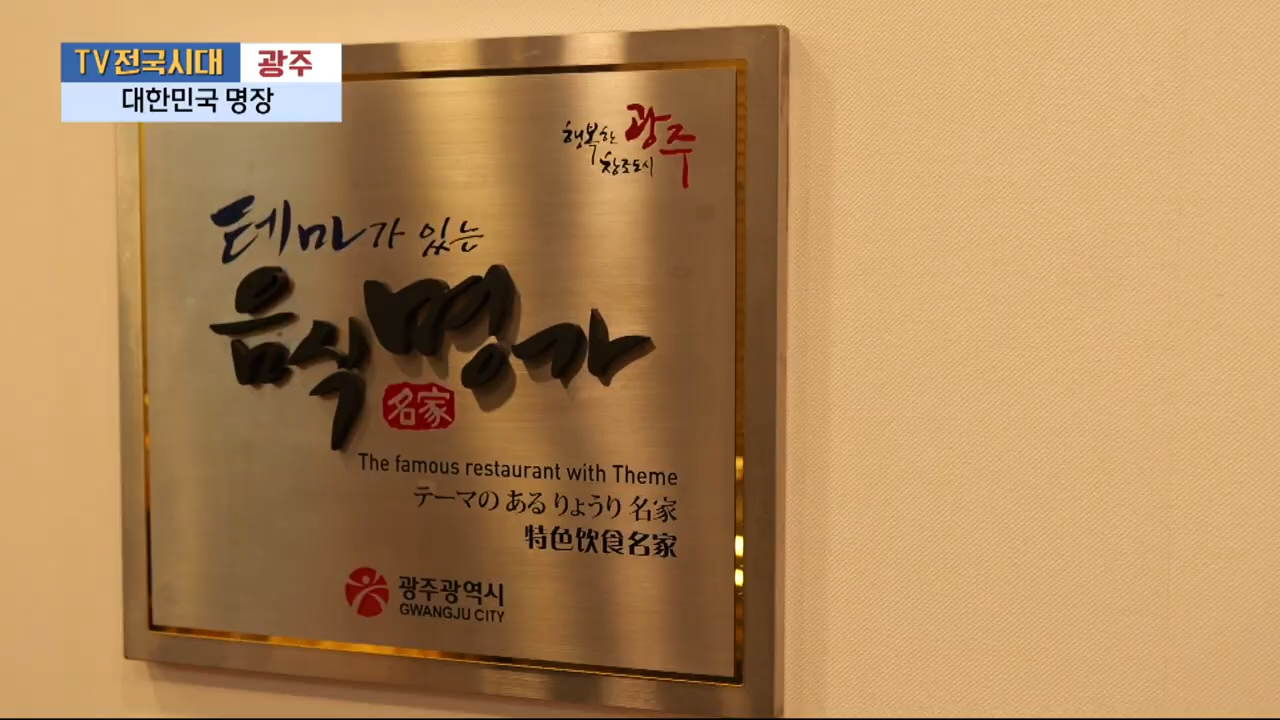 TV전국시대 광주
대한민국 명장
행복한 광주
창조도시
테마가 있는
음식명가
名家
The famous restaurant with Theme
テーマの ある りょうり 名家
特色饮食名家
광주광역시
GWANGJU CITY